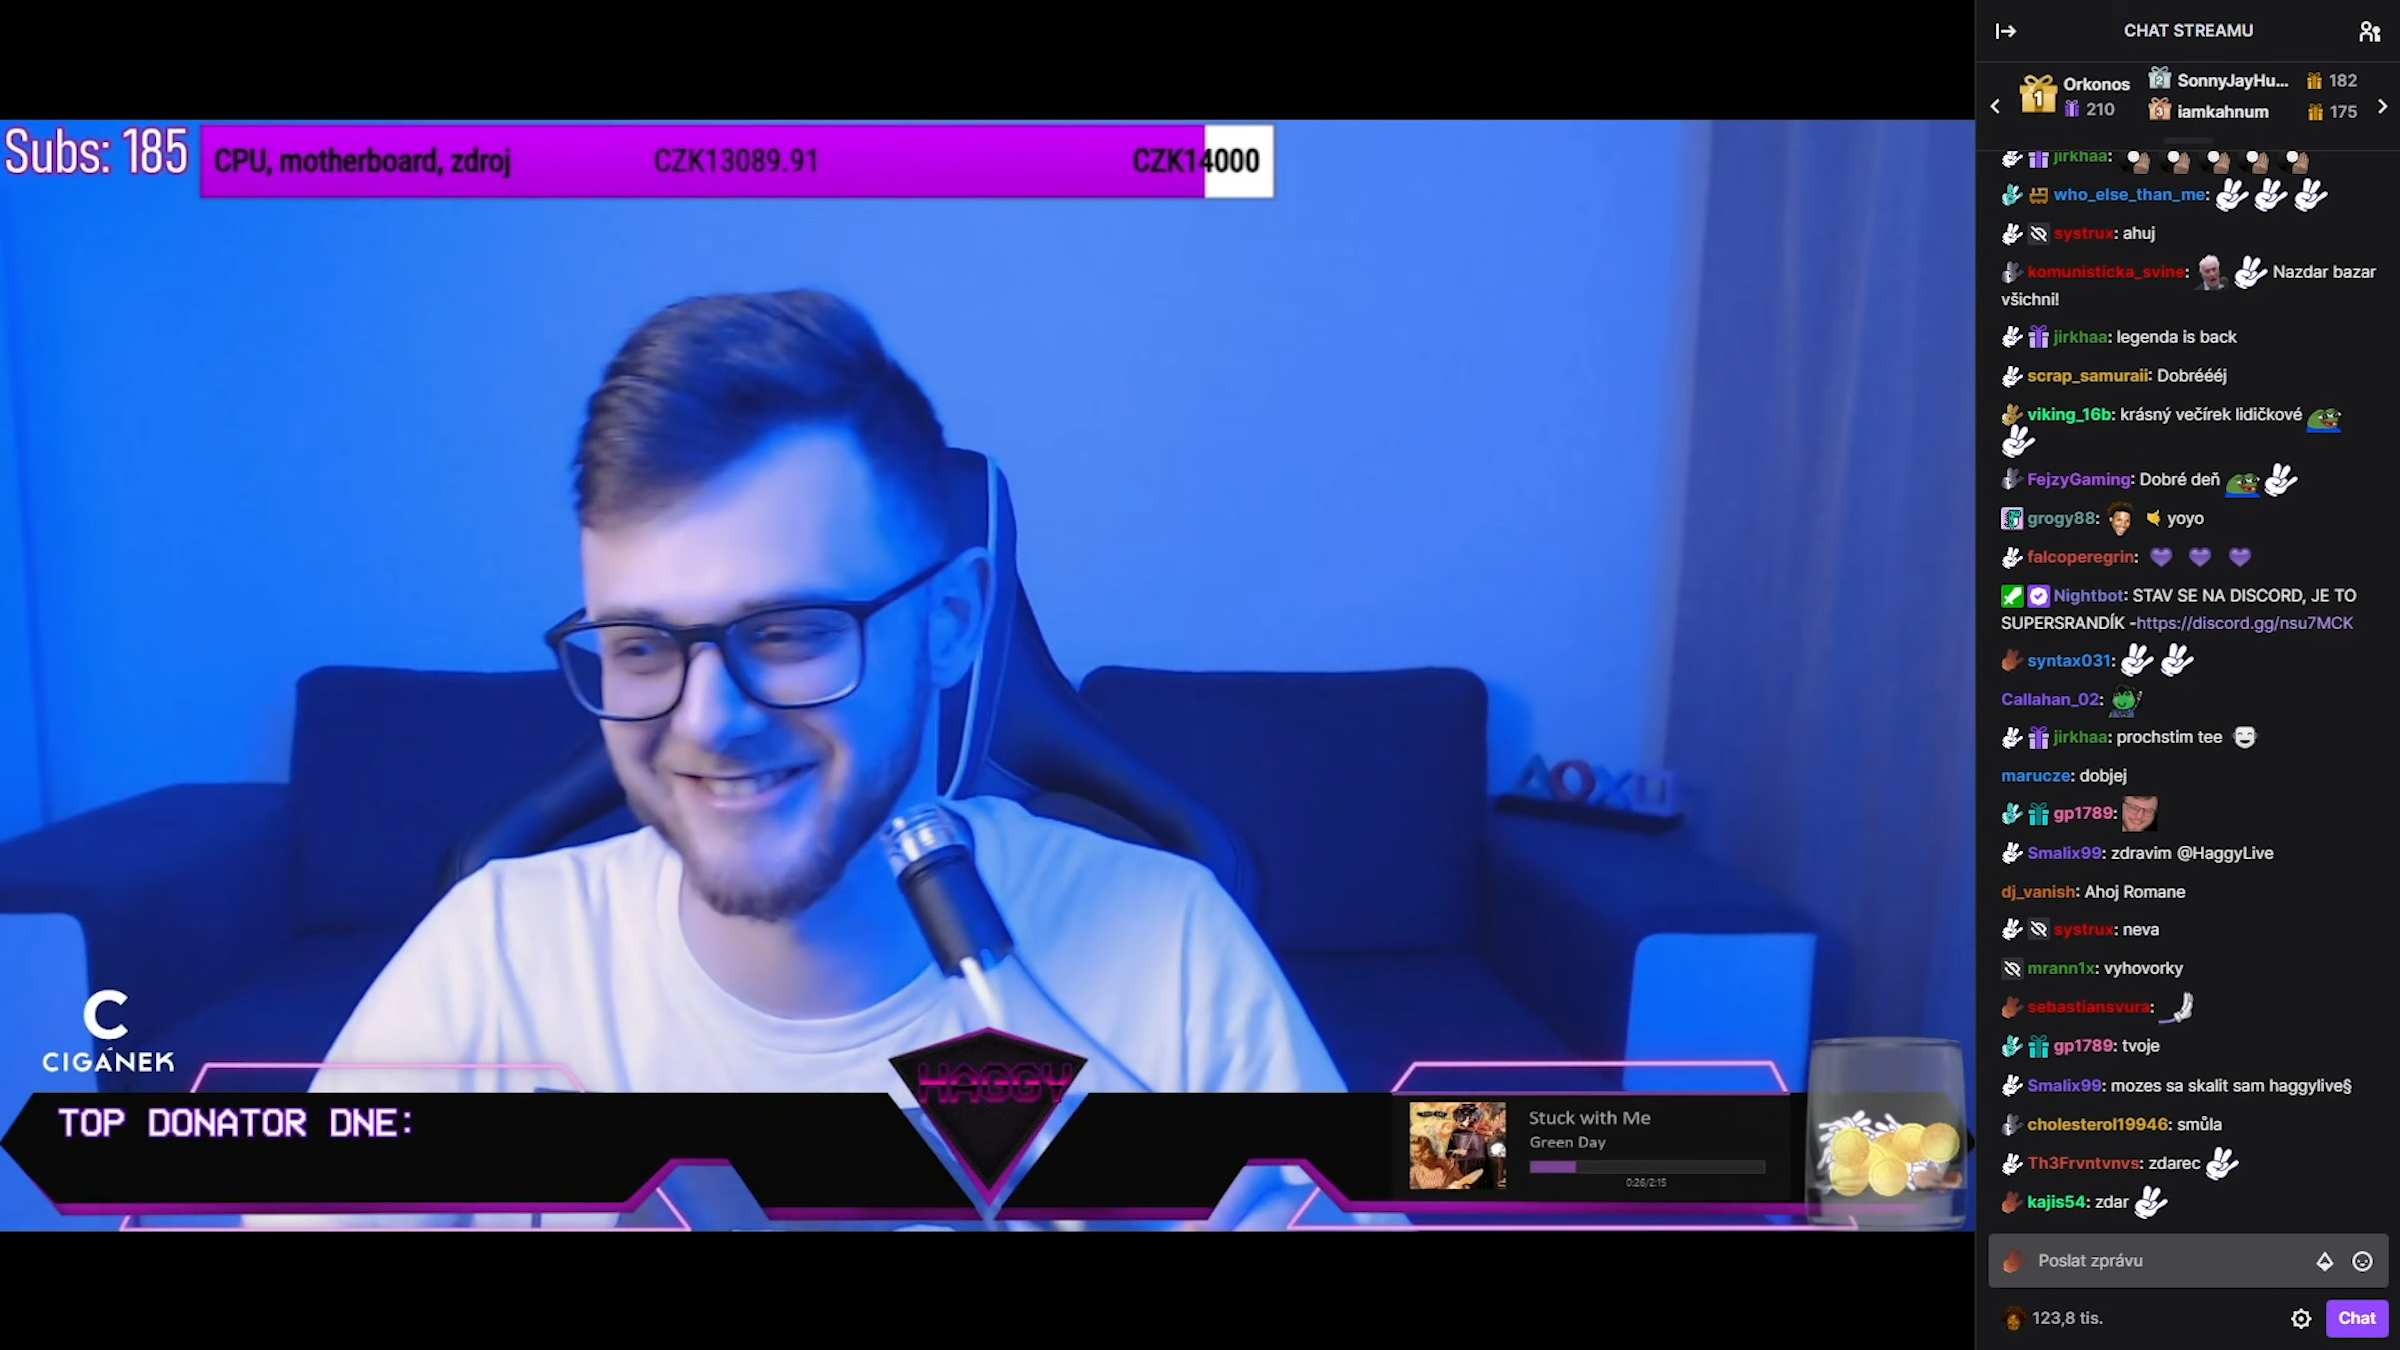 Subs: 185
CPU, motherboard, zdroj CZK13089.91 CZK14000
C
CIGÁNEK
TOP DONATOR DNE:
HAGGY
Stuck with Me
Green Day
0:26/2:15
CHAT STREAMU
1 Orkonos 210
2 SonnyJayHu... 182
3 iamkahnum 175
jirkhaa:
who_else_than_me:
systrux: ahuj
komunisticka_svine: Nazdar bazar
všichni!
jirkhaa: legenda is back
scrap_samuraii: Dobrééěj
viking_16b: krásný večírek lidičkové
FejzyGaming: Dobré deň
grogy88: yoyo
falcoperegrin:
Nightbot: STAV SE NA DISCORD, JE TO
SUPERSRANDÍK -https://discord.gg/nsu7MCK
syntax031:
Callahan_02:
jirkhaa: prochstim tee
marucze: dobjej
gp1789:
Smalix99: zdravim @HaggyLive
dj_vanish: Ahoj Romane
systrux: neva
mrann1x: vyhovorky
sebastiansvura:
gp1789: tvoje
Smalix99: mozes sa skalit sam haggylive§
cholesterol19946: smůla
Th3Frvntvnvs: zdarec
kajis54: zdar
Poslat zprávu
123,8 tis.
Chat